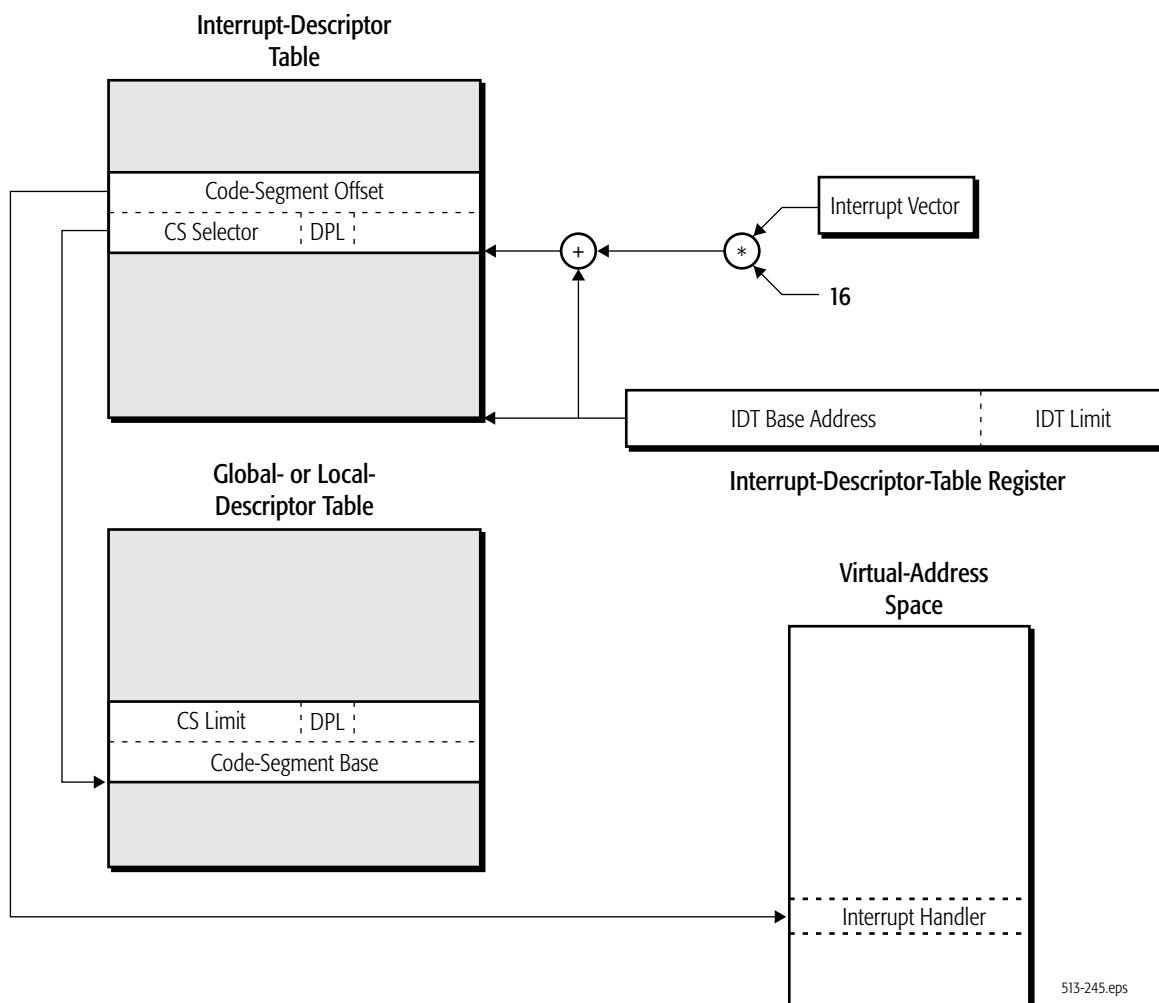 Interrupt-Descriptor
Table
Code-Segment Offset
CS Selector DPL
Interrupt Vector
+
*
16
IDT Base Address IDT Limit
Interrupt-Descriptor-Table Register
Global- or Local-
Descriptor Table
CS Limit DPL
Code-Segment Base
Virtual-Address
Space
Interrupt Handler
513-245.eps